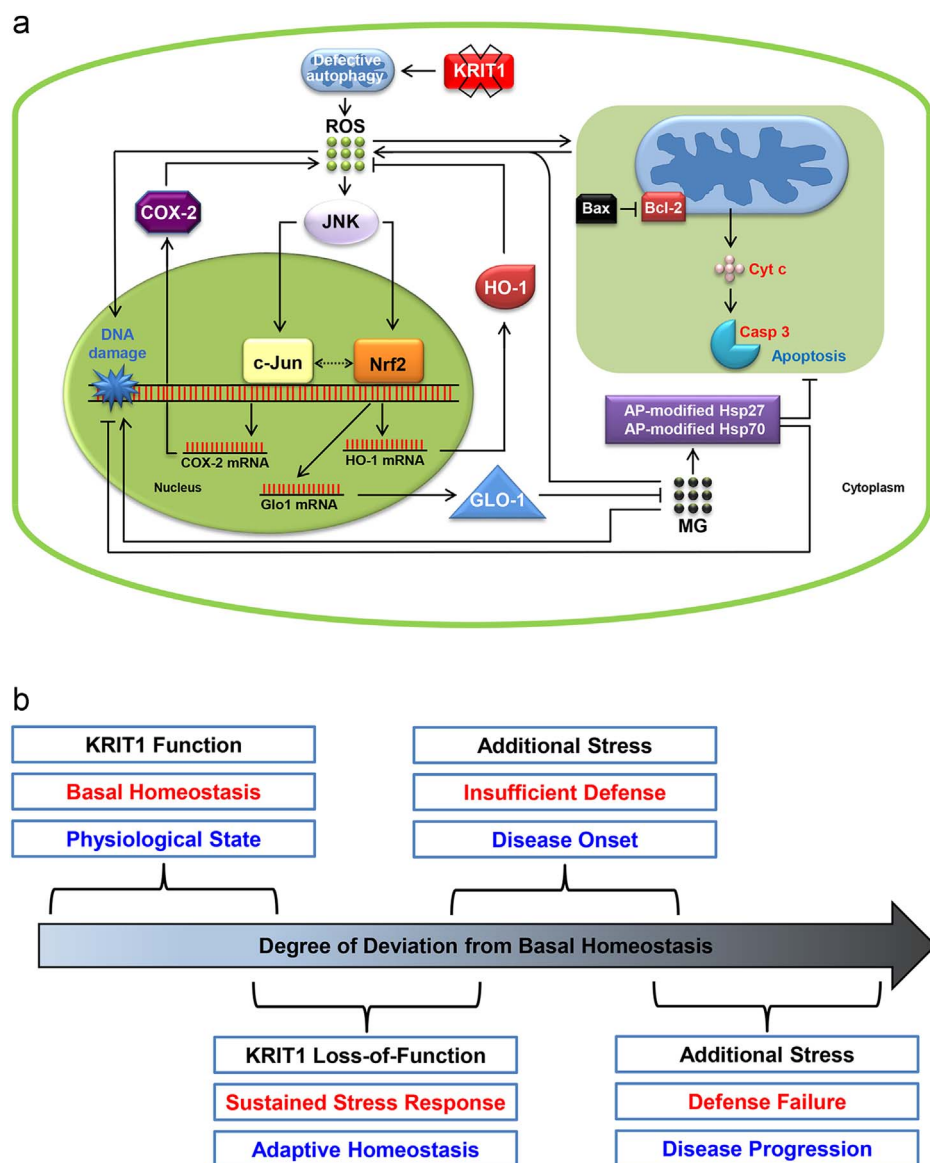 a
Defective
autophagy
KRIT1
ROS
COX-2
JNK
Bax
Bcl-2
HO-1
Cyt c
DNA
damage
c-Jun
Nrf2
Casp 3
Apoptosis
AP-modified Hsp27
AP-modified Hsp70
COX-2 mRNA
HO-1 mRNA
Nucleus
Glo1 mRNA
GLO-1
MG
Cytoplasm
b
KRIT1 Function
Basal Homeostasis
Physiological State
Additional Stress
Insufficient Defense
Disease Onset
Degree of Deviation from Basal Homeostasis
KRIT1 Loss-of-Function
Sustained Stress Response
Adaptive Homeostasis
Additional Stress
Defense Failure
Disease Progression